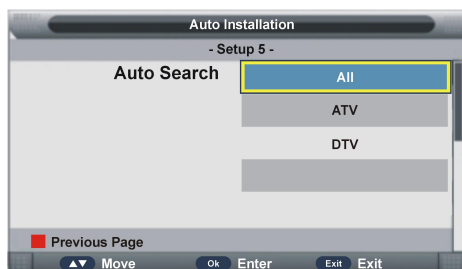 Auto Installation
- Setup 5 -
Auto Search All
ATV
DTV
Previous Page
▲▼ Move Ok Enter Exit Exit